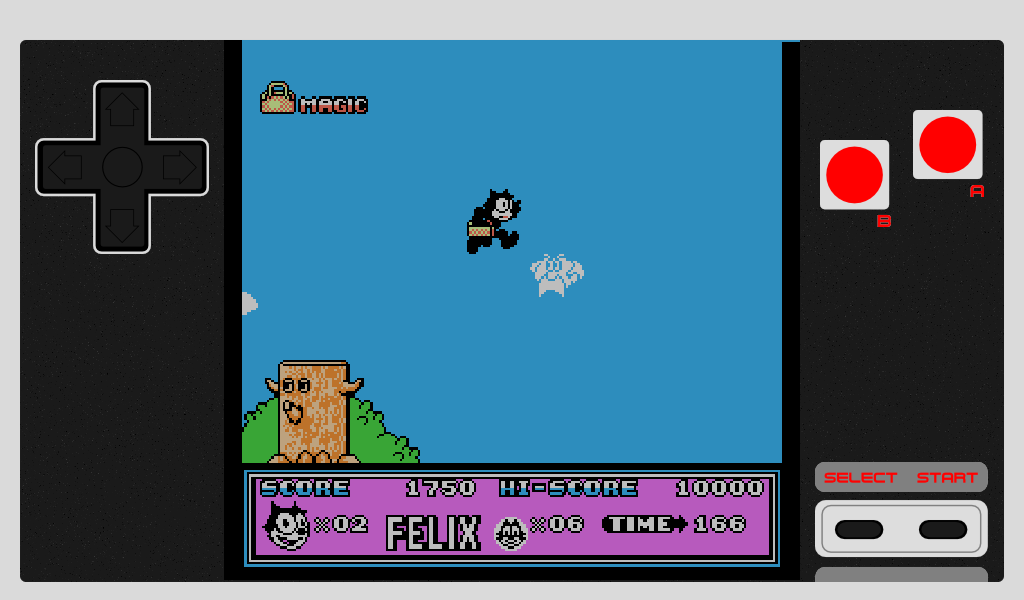 MAGIC
A
B
SCORE 1750 HI-SCORE 10000
×02 FELIX ×06 TIME 166
SELECT START